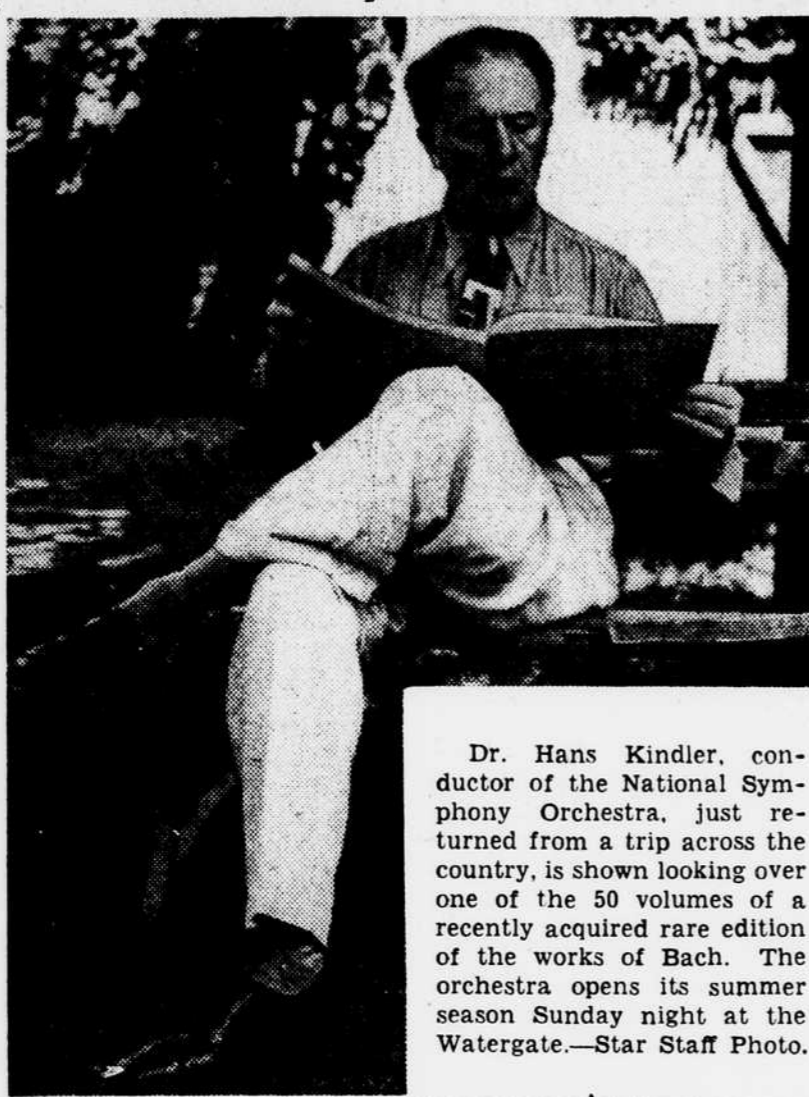 Dr. Hans Kindler, con-
ductor of the National Sym-
phony Orchestra, just re-
turned from a trip across the
country, is shown looking over
one of the 50 volumes of a
recently acquired rare edition
of the works of Bach. The
orchestra opens its summer
season Sunday night at the
Watergate.—Star Staff Photo.